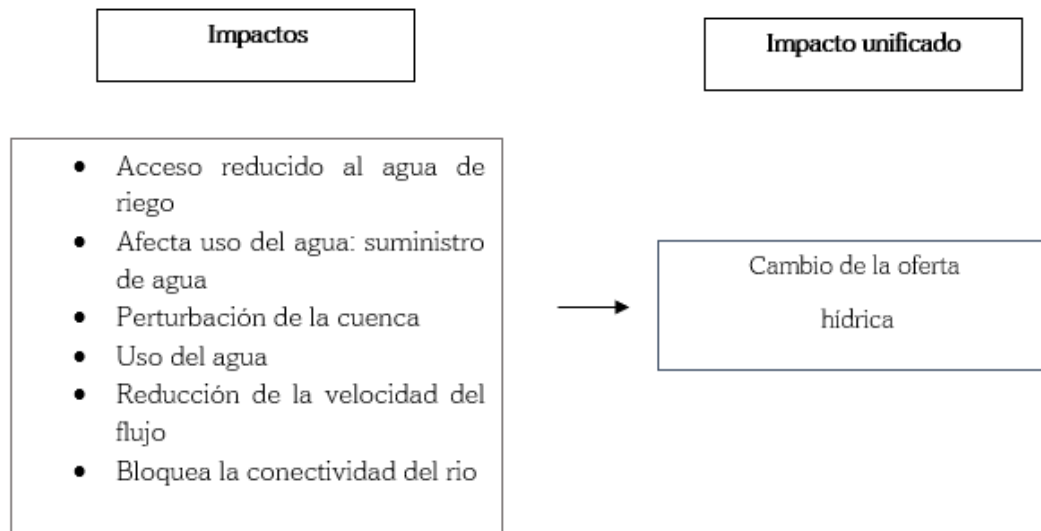 Impactos
Impacto unificado
• Acceso reducido al agua de
riego
• Afecta uso del agua: suministro
de agua
• Perturbación de la cuenca
• Uso del agua
• Reducción de la velocidad del
flujo
• Bloquea la conectividad del rio
Cambio de la oferta
hídrica